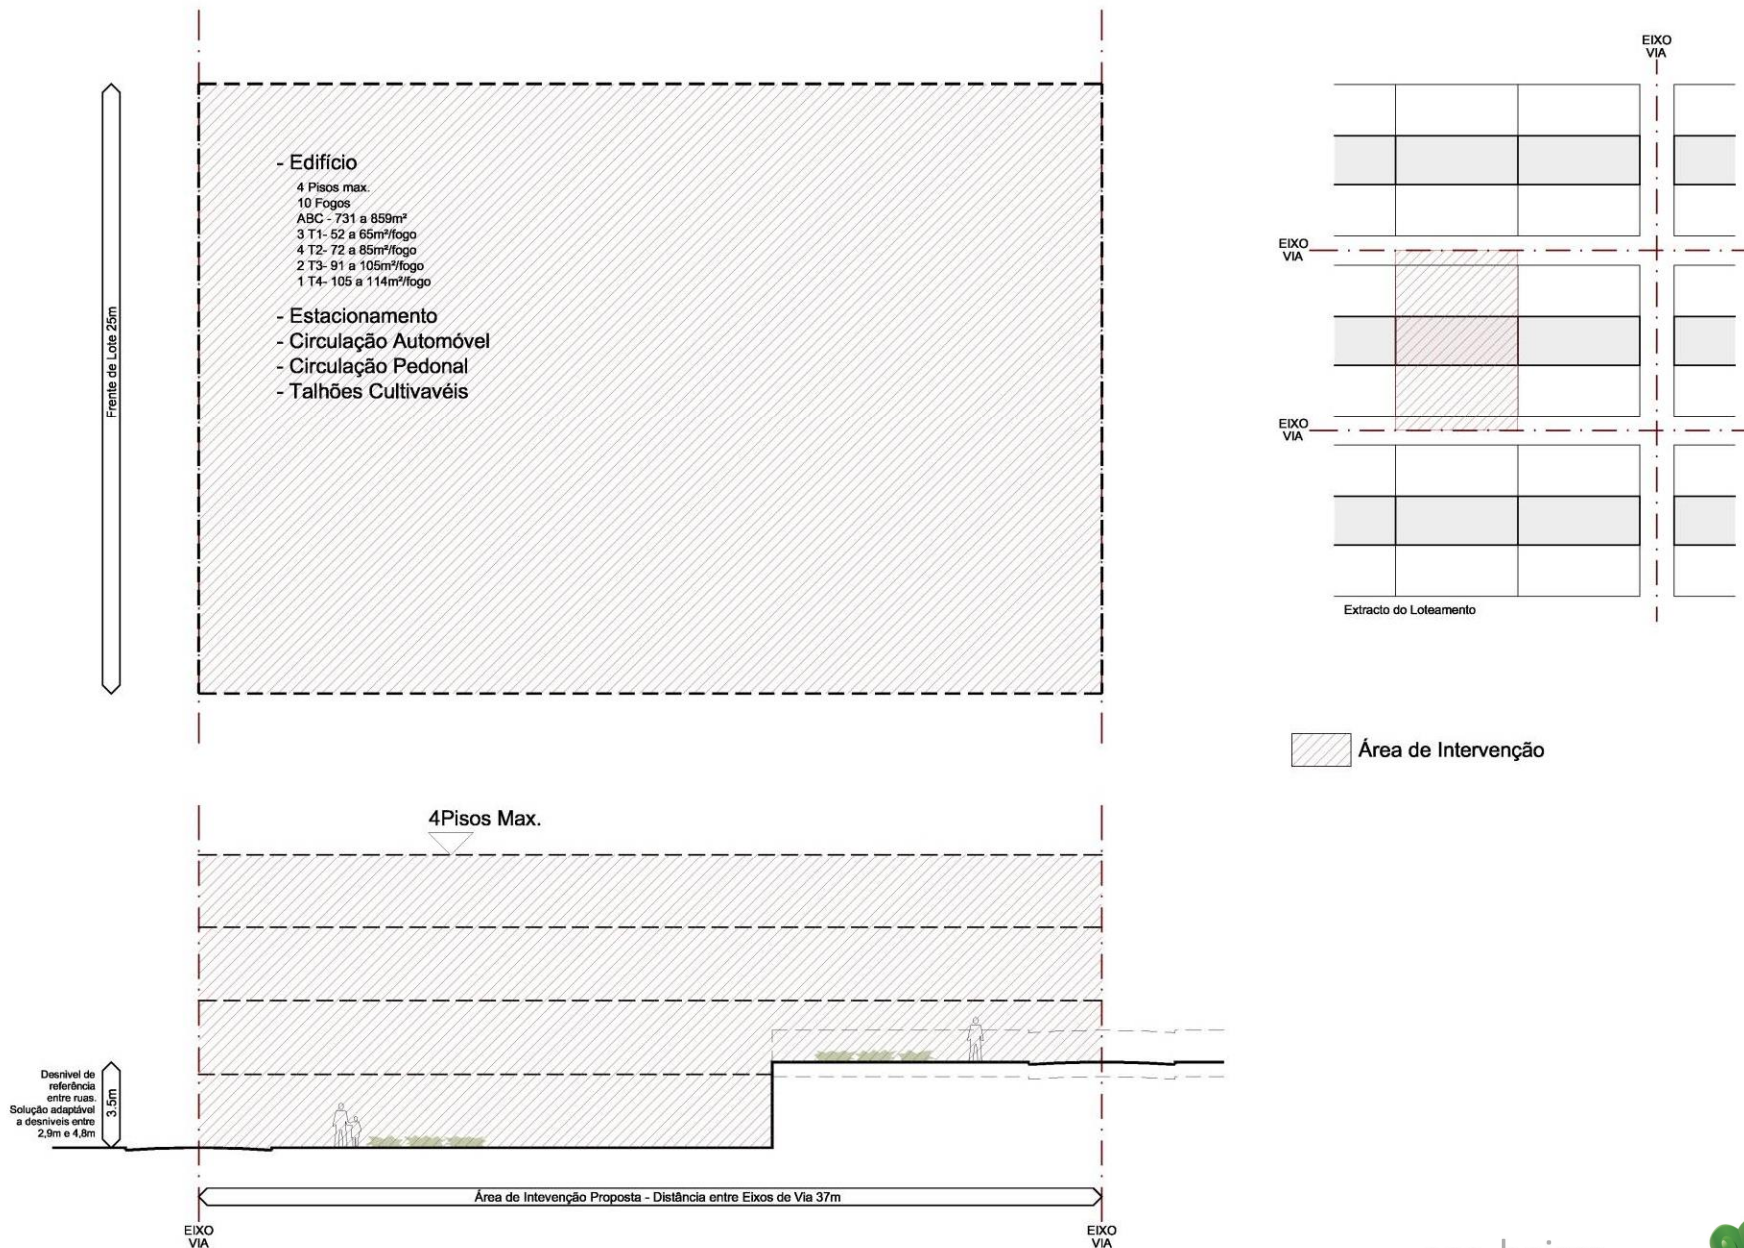 EIXO
VIA
- Edifício
4 Pisos max.
10 Fogos
ABC - 731 a 859m²
3 T1- 52 a 65m²/fogo
4 T2- 72 a 85m²/fogo
2 T3- 91 a 105m²/fogo
1 T4- 105 a 114m²/fogo
- Estacionamento
- Circulação Automóvel
- Circulação Pedonal
- Talhões Cultivavéis
Frente de Lote 25m
EIXO
VIA
EIXO
VIA
Extracto do Loteamento
Área de Intervenção
4Pisos Max.
Desnivel de
referência
entre ruas.
Solução adaptável
a desniveis entre
2,9m e 4,8m
3.5m
Área de Intevenção Proposta - Distância entre Eixos de Via 37m
EIXO
VIA
EIXO
VIA